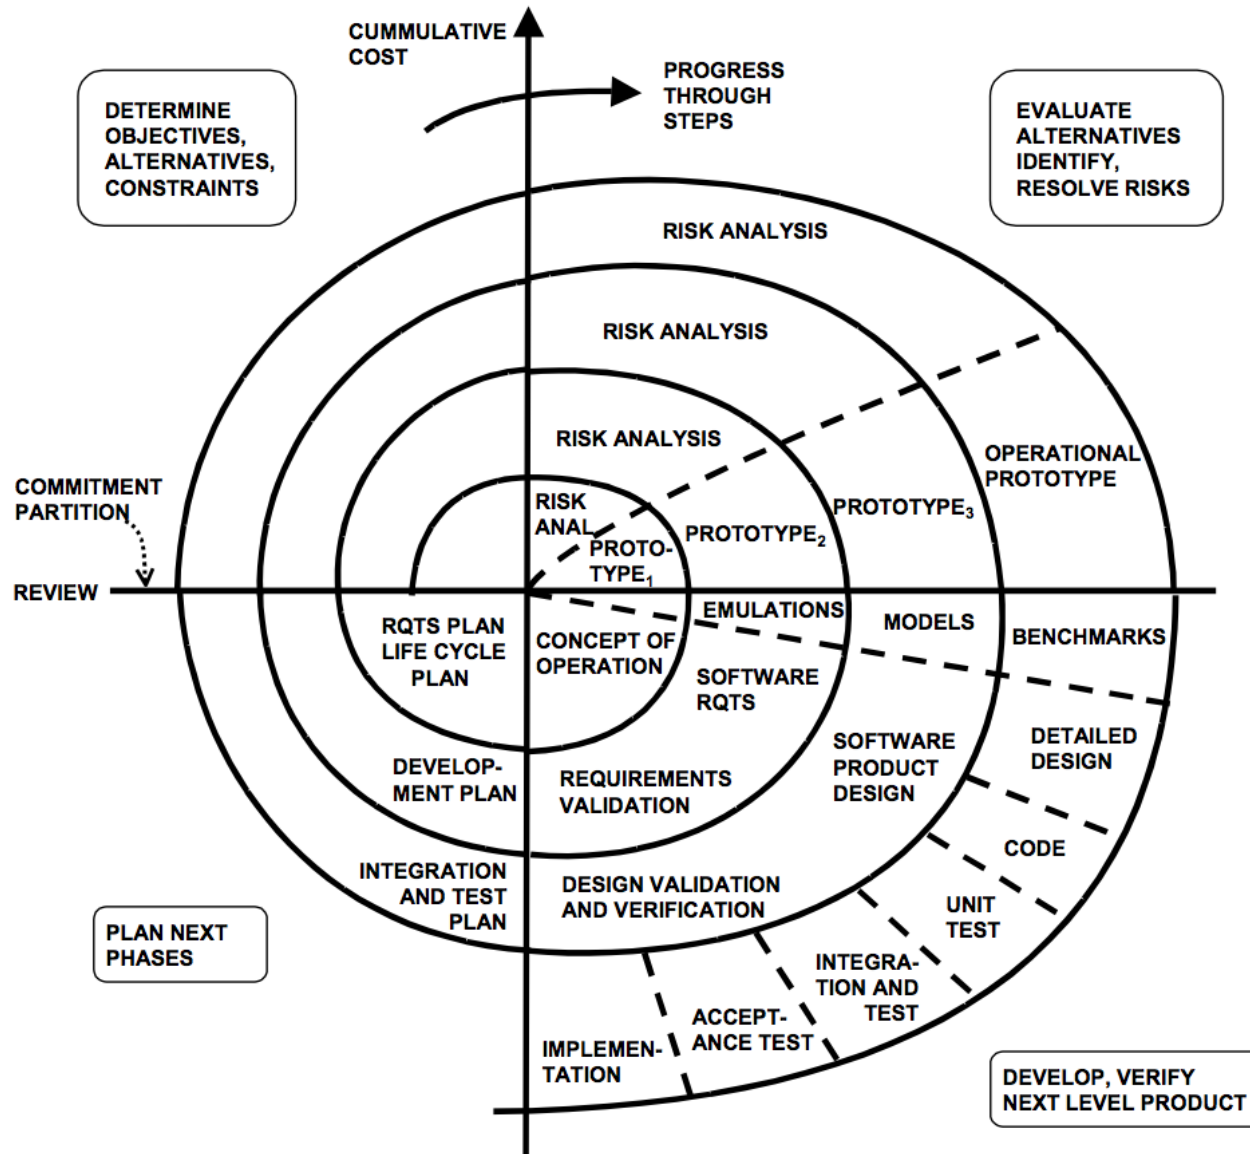 CUMMULATIVE
COST
PROGRESS
THROUGH
STEPS
DETERMINE
OBJECTIVES,
ALTERNATIVES,
CONSTRAINTS
EVALUATE
ALTERNATIVES
IDENTIFY,
RESOLVE RISKS
RISK ANALYSIS
RISK ANALYSIS
RISK ANALYSIS
RISK
ANAL.
OPERATIONAL
PROTOTYPE
PROTOTYPE3
PROTOTYPE2
PROTO-
TYPE1
COMMITMENT
PARTITION
REVIEW
EMULATIONS
MODELS
BENCHMARKS
RQTS PLAN
LIFE CYCLE
PLAN
CONCEPT OF
OPERATION
SOFTWARE
RQTS
SOFTWARE
PRODUCT
DESIGN
DETAILED
DESIGN
DEVELOP-
MENT PLAN
REQUIREMENTS
VALIDATION
CODE
INTEGRATION
AND TEST
PLAN
DESIGN VALIDATION
AND VERIFICATION
UNIT
TEST
PLAN NEXT
PHASES
INTEGRA-
TION AND
TEST
ACCEPT-
ANCE TEST
IMPLEMEN-
TATION
DEVELOP, VERIFY
NEXT LEVEL PRODUCT